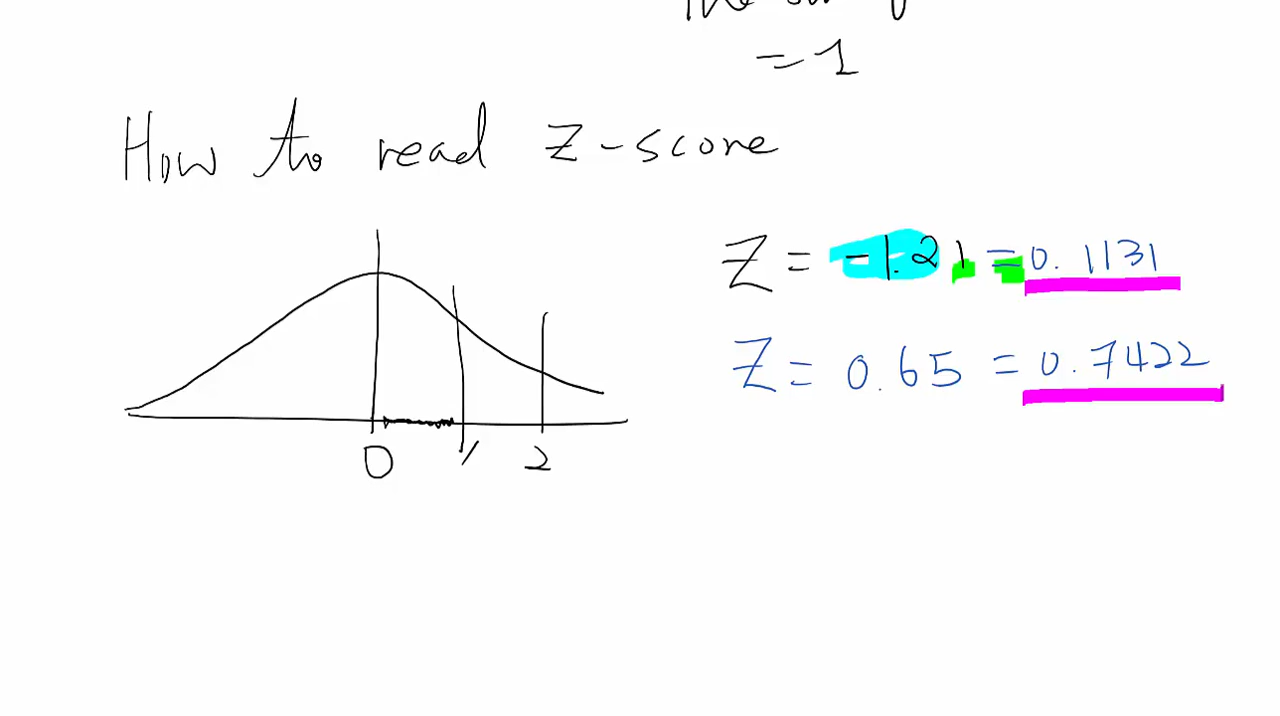 = 1
How to read z-score
Z = -1.21 = 0.1131
Z = 0.65 = 0.7422
0 1 2